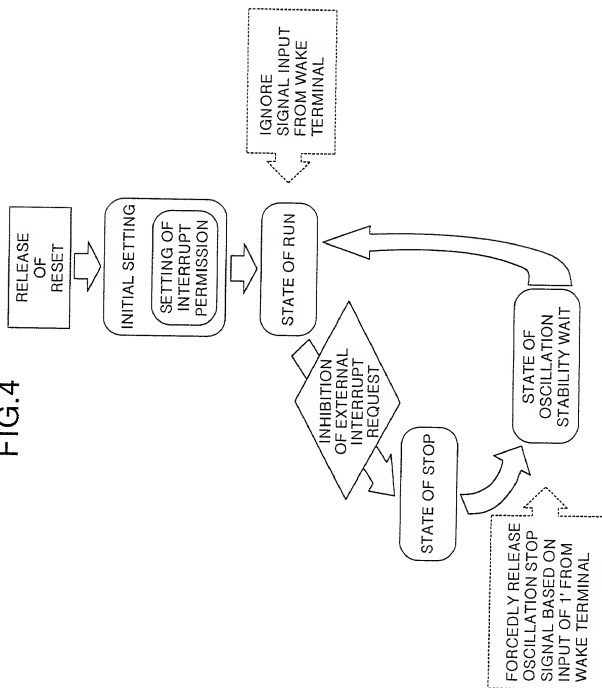 FIG.4
RELEASE
OF
RESET
INITIAL SETTING
SETTING OF
INTERRUPT
PERMISSION
STATE OF RUN
IGNORE
SIGNAL INPUT
FROM WAKE
TERMINAL
INHIBITION
OF EXTERNAL
INTERRUPT
REQUEST
STATE OF STOP
STATE OF
OSCILLATION
STABILITY WAIT
FORCEDLY RELEASE
OSCILLATION STOP
SIGNAL BASED ON
INPUT OF 1' FROM
WAKE TERMINAL